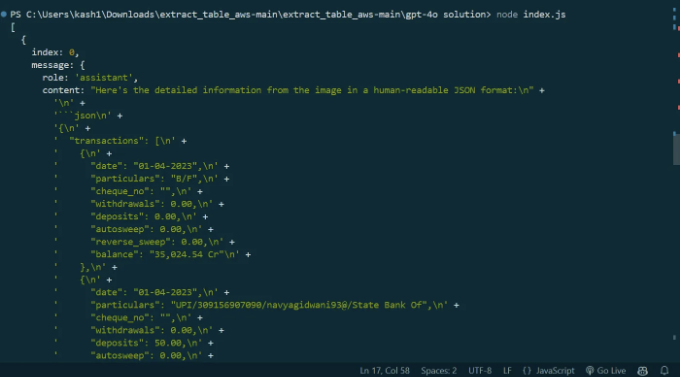 PS C:\Users\kash1\Downloads\extract_table_aws-main\extract_table_aws-main\gpt-4o solution> node index.js
[
  {
    index: 0,
    message: {
      role: 'assistant',
      content: "Here's the detailed information from the image in a human-readable JSON format:\n" +
        '\n' +
        '```json\n' +
        '{\n' +
        '  "transactions": [\n' +
        '    {\n' +
        '      "date": "01-04-2023",\n' +
        '      "particulars": "B/F",\n' +
        '      "cheque_no": "",\n' +
        '      "withdrawals": 0.00,\n' +
        '      "deposits": 0.00,\n' +
        '      "autosweep": 0.00,\n' +
        '      "reverse_sweep": 0.00,\n' +
        '      "balance": "35,024.54 Cr"\n' +
        '    },\n' +
        '    {\n' +
        '      "date": "01-04-2023",\n' +
        '      "particulars": "UPI/309156907090/navyagidwani93@/State Bank Of",\n' +
        '      "cheque_no": "",\n' +
        '      "withdrawals": 0.00,\n' +
        '      "deposits": 50.00,\n' +
        '      "autosweep": 0.00,\n' +
Ln 17, Col 58 Spaces: 2 UTF-8 LF {} JavaScript Go Live